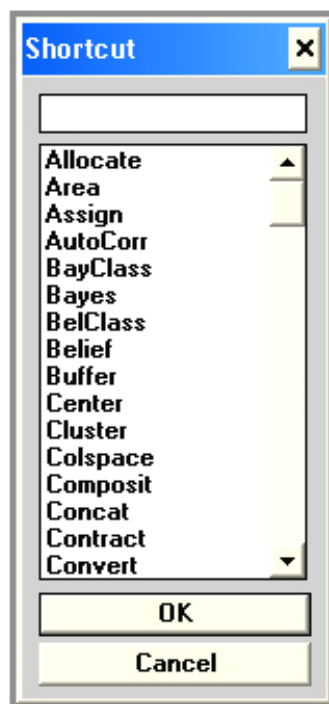 Shortcut
Allocate
Area
Assign
AutoCorr
BayClass
Bayes
BelClass
Belief
Buffer
Center
Cluster
Colspace
Composit
Concat
Contract
Convert
OK
Cancel